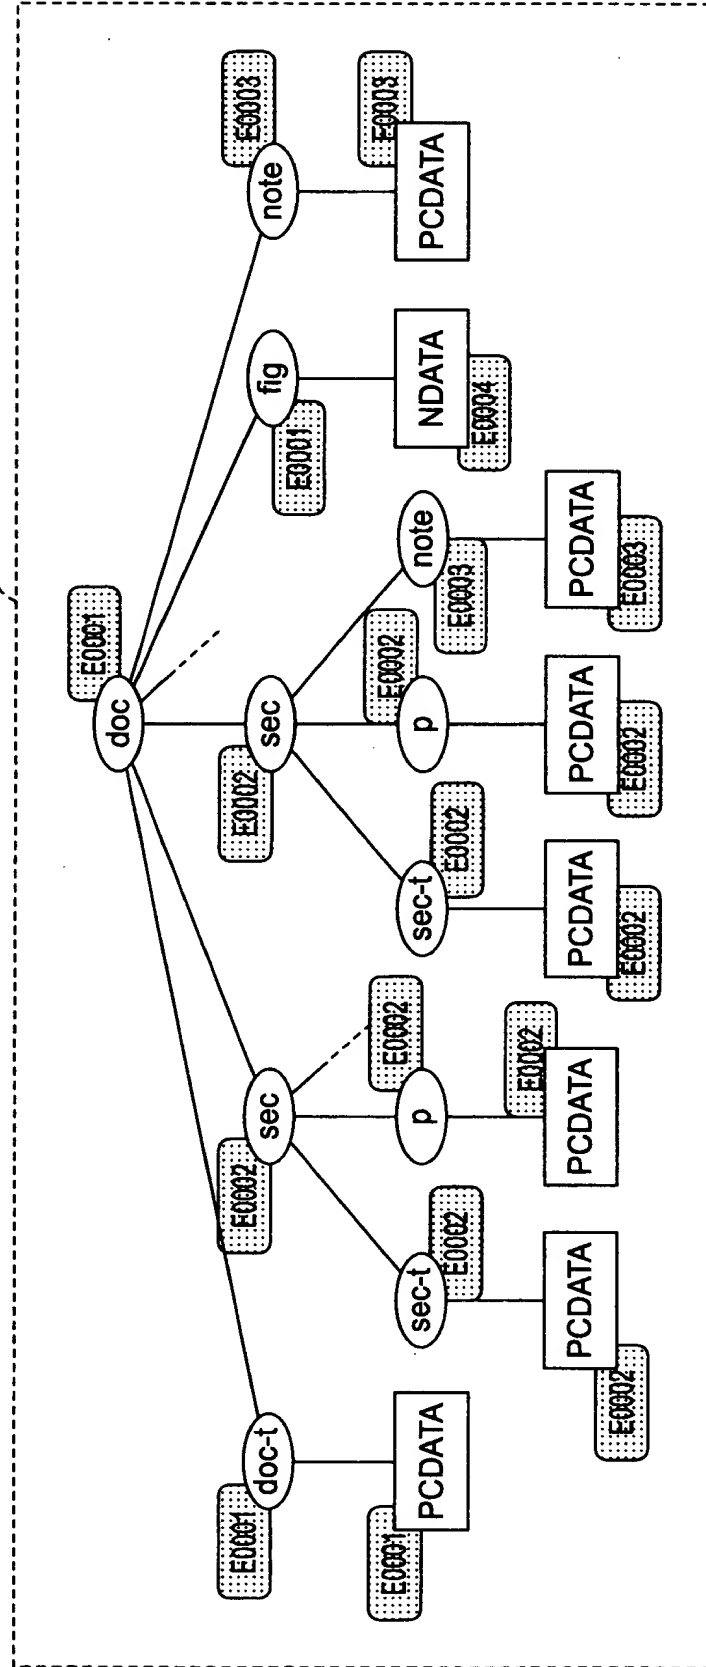 E0001
doc
E0001
doc-t
E0002
sec
E0002
sec
E0001
fig
E0003
note
E0001
PCDATA
sec-t
E0002
E0002
p
sec-t
E0002
E0002
p
E0003
note
NDATA
E0004
E0003
PCDATA
PCDATA
E0002
E0002
PCDATA
PCDATA
E0002
PCDATA
E0002
PCDATA
E0003